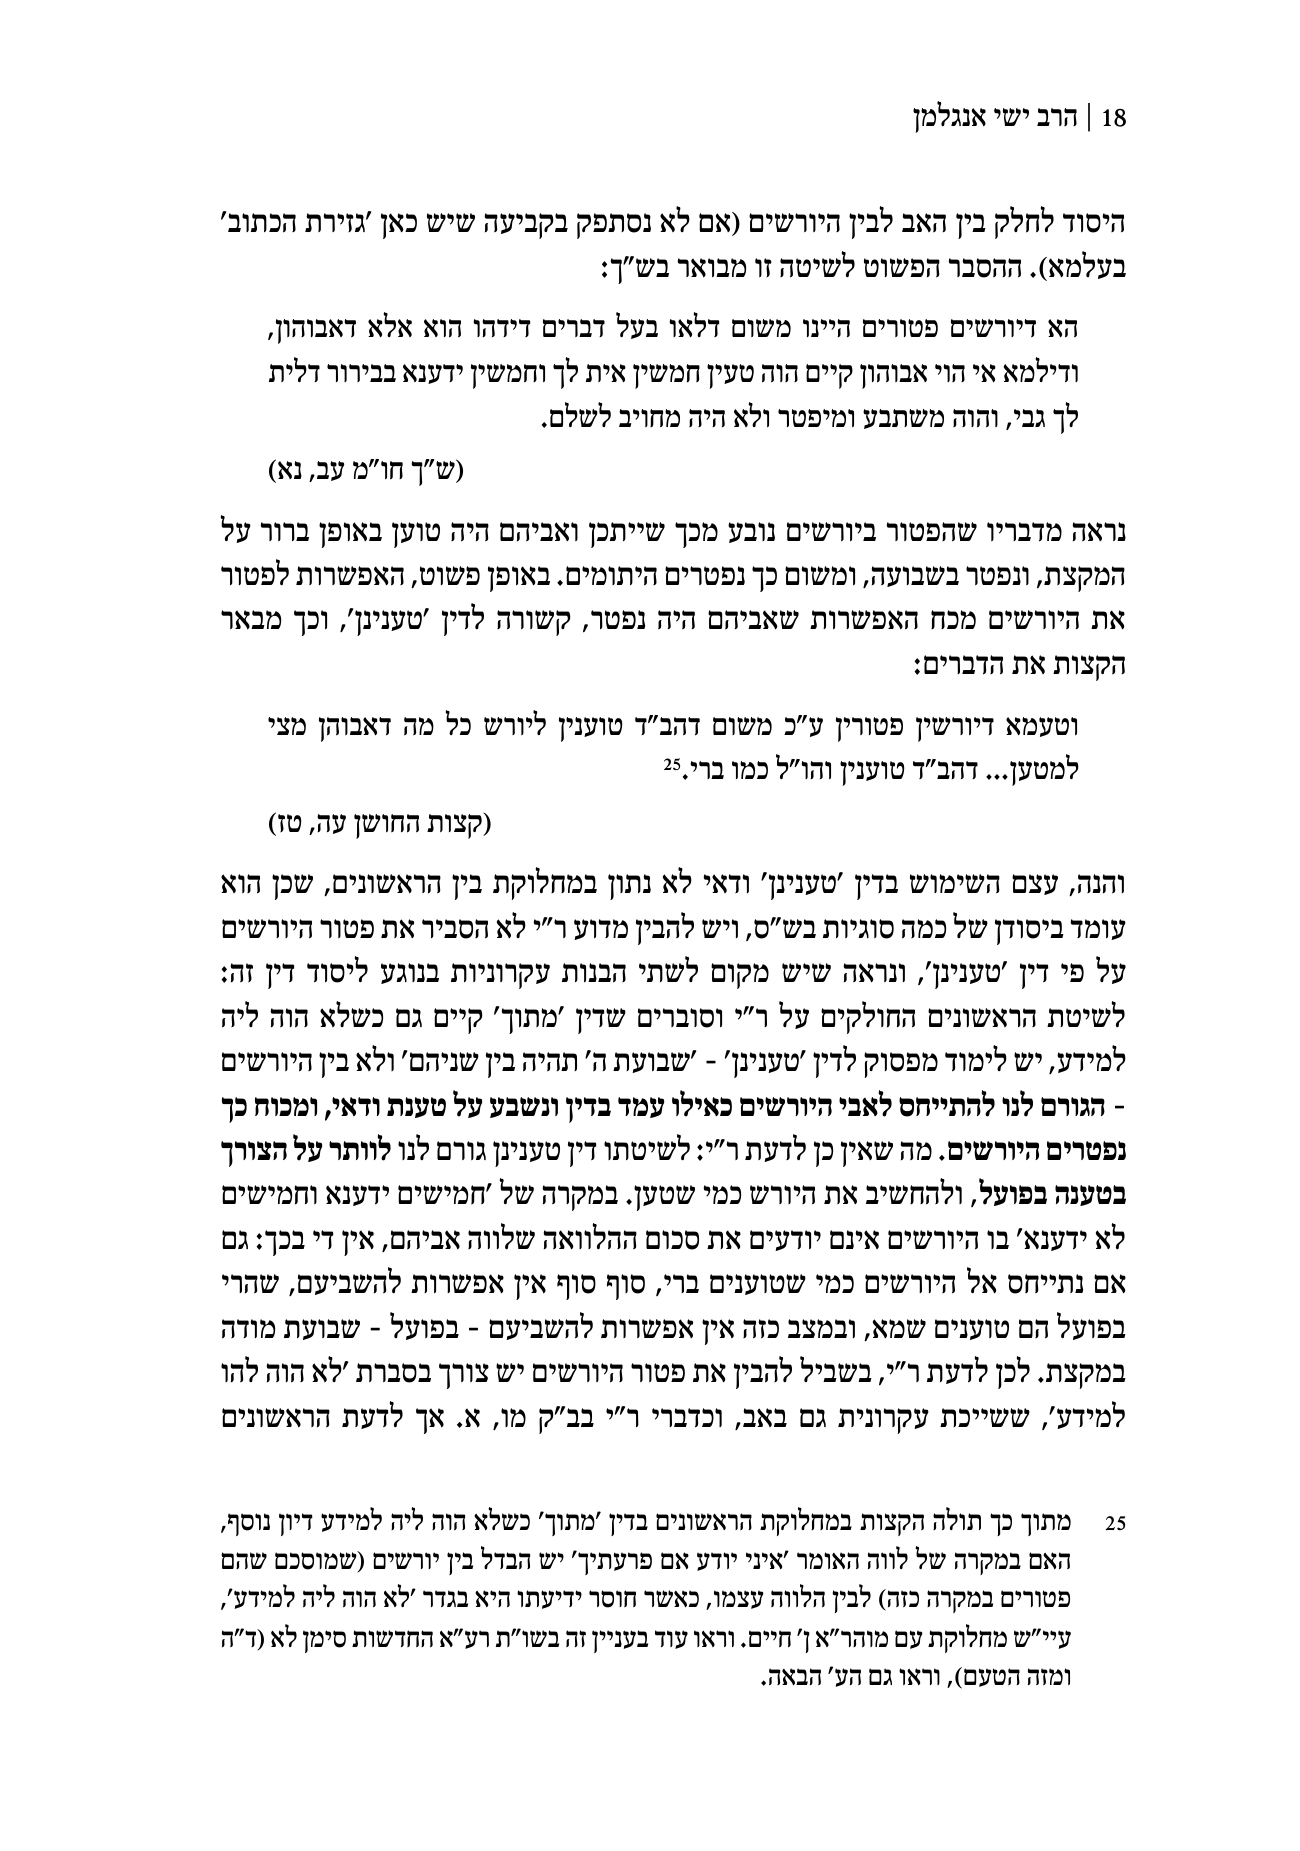 18 | הרב ישי אנגלמן
היסוד לחלק בין האב לבין היורשים (אם לא נסתפק בקביעה שיש כאן 'גזירת הכתוב'
בעלמא). ההסבר הפשוט לשיטה זו מבואר בש"ך:
הא דיורשים פטורים היינו משום דלאו בעל דברים דידהו הוא אלא דאבוהון,
ודילמא אי הוי אבוהון קיים הוה טעין חמשין אית לך וחמשין ידענא בבירור דלית
לך גבי, והוה משתבע ומיפטר ולא היה מחויב לשלם.
(ש"ך חו"מ עב, נא)
נראה מדבריו שהפטור ביורשים נובע מכך שייתכן ואביהם היה טוען באופן ברור על
המקצת, ונפטר בשבועה, ומשום כך נפטרים היתומים. באופן פשוט, האפשרות לפטור
את היורשים מכח האפשרות שאביהם היה נפטר, קשורה לדין 'טענינן', וכך מבאר
הקצות את הדברים:
וטעמא דיורשין פטורין ע"כ משום דהב"ד טוענין ליורש כל מה דאבוהן מצי
למטען... דהב"ד טוענין והו"ל כמו ברי.25
(קצות החושן עה, טז)
והנה, עצם השימוש בדין 'טענינן' ודאי לא נתון במחלוקת בין הראשונים, שכן הוא
עומד ביסודן של כמה סוגיות בש"ס, ויש להבין מדוע ר"י לא הסביר את פטור היורשים
על פי דין 'טענינן', ונראה שיש מקום לשתי הבנות עקרוניות בנוגע ליסוד דין זה:
לשיטת הראשונים החולקים על ר"י וסוברים שדין 'מתוך' קיים גם כשלא הוה ליה
למידע, יש לימוד מפסוק לדין 'טענינן' - 'שבועת ה' תהיה בין שניהם' ולא בין היורשים
- הגורם לנו להתייחס לאבי היורשים כאילו עמד בדין ונשבע על טענת ודאי, ומכוח כך
נפטרים היורשים. מה שאין כן לדעת ר"י: לשיטתו דין טענינן גורם לנו לוותר על הצורך
בטענה בפועל, ולהחשיב את היורש כמי שטען. במקרה של 'חמישים ידענא וחמישים
לא ידענא' בו היורשים אינם יודעים את סכום ההלוואה שלווה אביהם, אין די בכך: גם
אם נתייחס אל היורשים כמי שטוענים ברי, סוף סוף אין אפשרות להשביעם, שהרי
בפועל הם טוענים שמא, ובמצב כזה אין אפשרות להשביעם - בפועל - שבועת מודה
במקצת. לכן לדעת ר"י, בשביל להבין את פטור היורשים יש צורך בסברת 'לא הוה להו
למידע', ששייכת עקרונית גם באב, וכדברי ר"י בב"ק מו, א. אך לדעת הראשונים
25 מתוך כך תולה הקצות במחלוקת הראשונים בדין 'מתוך' כשלא הוה ליה למידע דיון נוסף,
האם במקרה של לווה האומר 'איני יודע אם פרעתיך' יש הבדל בין יורשים (שמוסכם שהם
פטורים במקרה כזה) לבין הלווה עצמו, כאשר חוסר ידיעתו היא בגדר 'לא הוה ליה למידע',
עיי"ש מחלוקת עם מוהר"א ן' חיים. וראו עוד בעניין זה בשו"ת רע"א החדשות סימן לא (ד"ה
ומזה הטעם), וראו גם הע' הבאה.